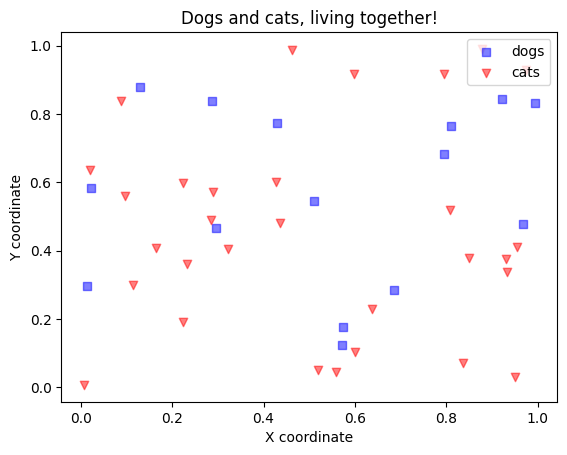 Dogs and cats, living together!
dogs
cats
1.0
0.8
0.6
0.4
0.2
0.0
Y coordinate
0.0 0.2 0.4 0.6 0.8 1.0
X coordinate